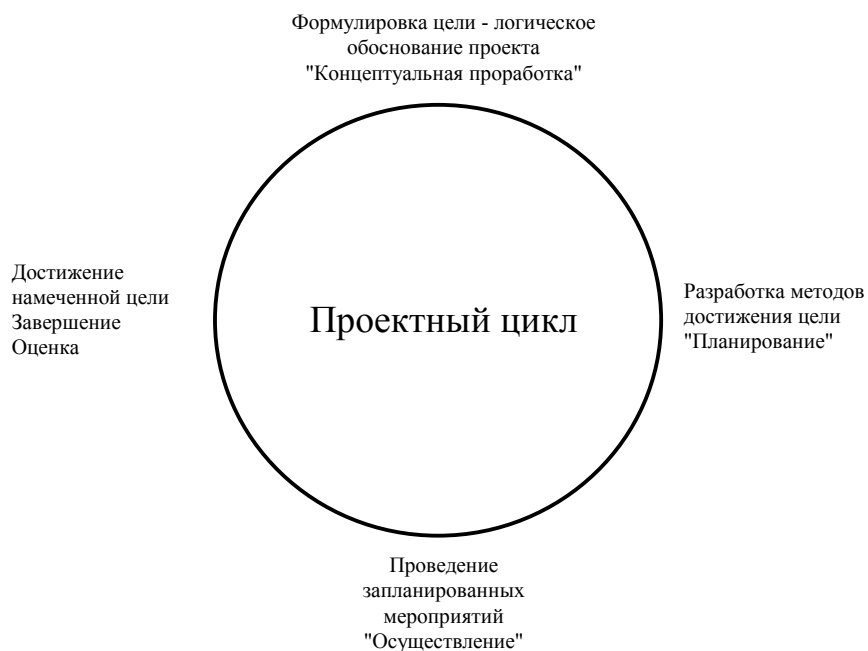 Формулировка цели - логическое
обоснование проекта
"Концептуальная проработка"
Достижение
намеченной цели
Завершение
Оценка
Проектный цикл
Разработка методов
достижения цели
"Планирование"
Проведение
запланированных
мероприятий
"Осуществление"